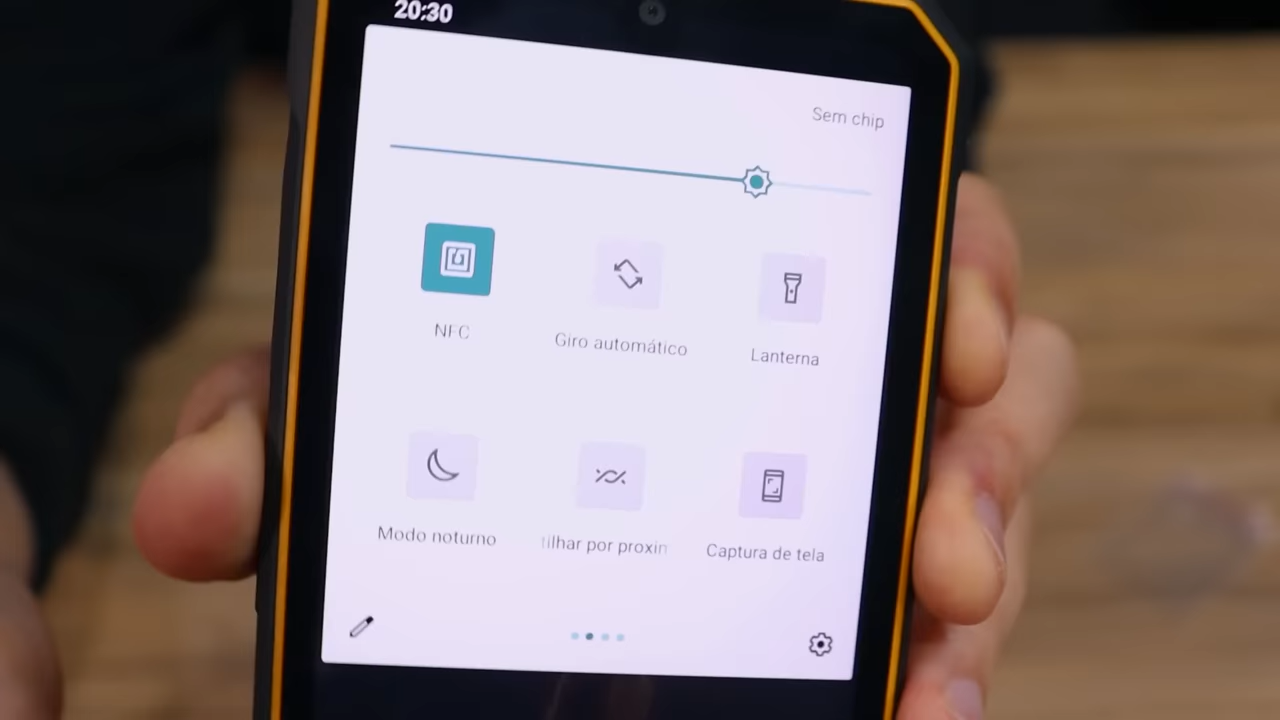 20:30
Sem chip
NFC
Giro automático
Lanterna
Modo noturno
tilhar por proxin
Captura de tela